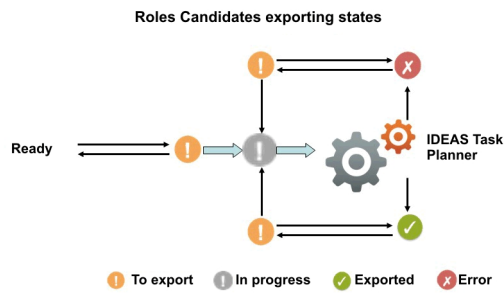 Roles Candidates exporting states
Ready
IDEAS Task
Planner
To export
In progress
Exported
Error